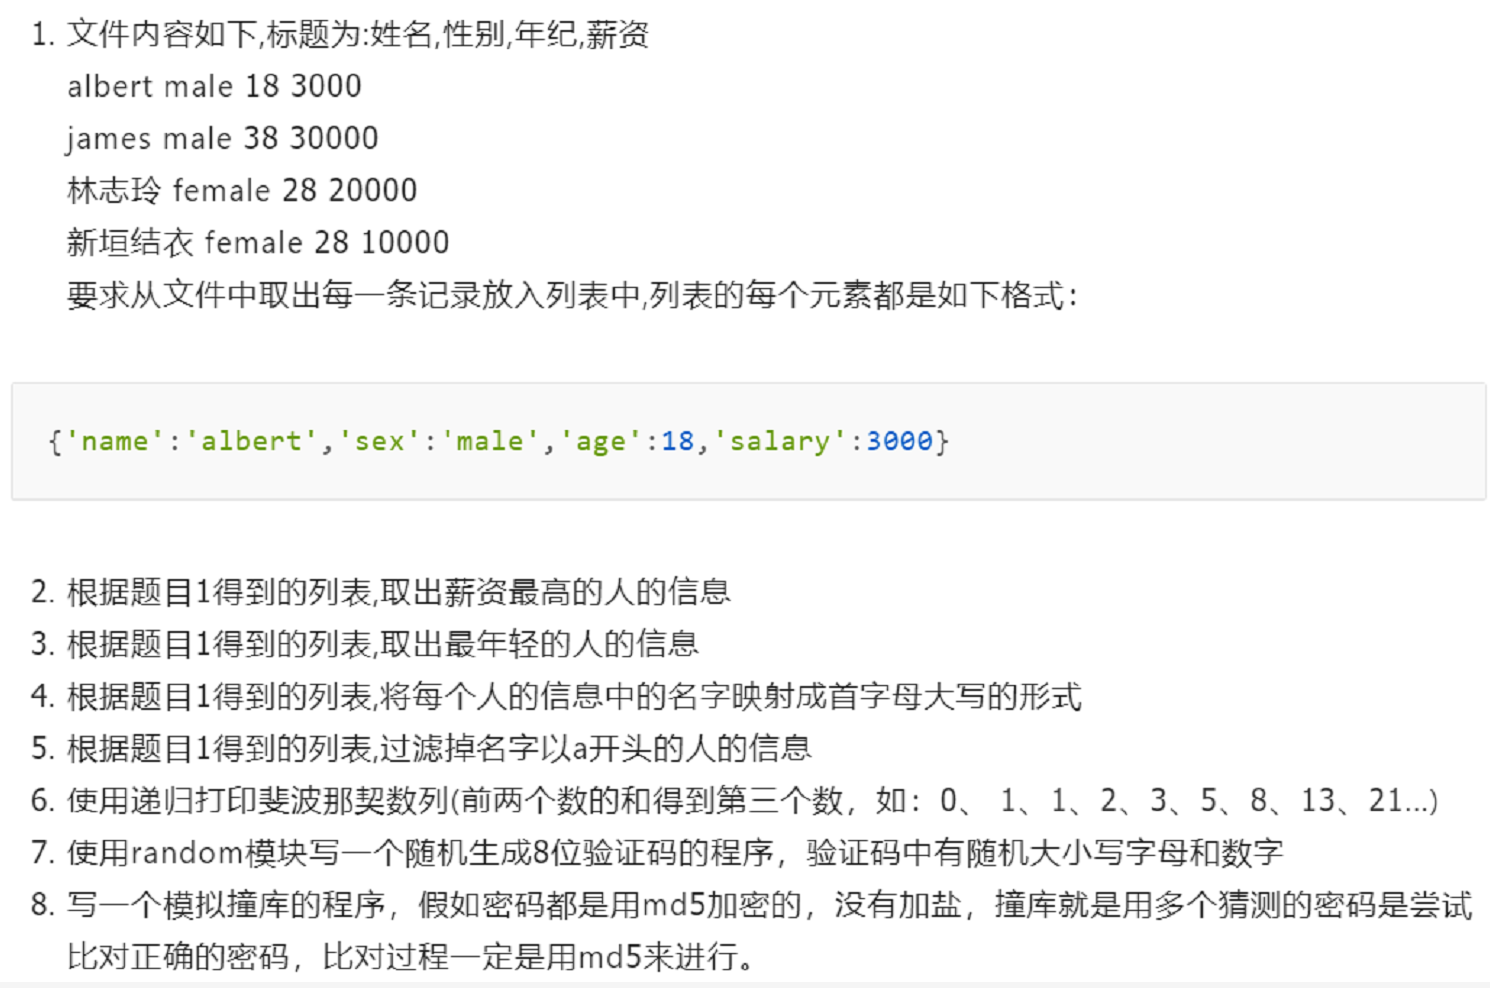 1. 文件内容如下,标题为:姓名,性别,年纪,薪资
albert male 18 3000
james male 38 30000
林志玲 female 28 20000
新垣结衣 female 28 10000
要求从文件中取出每一条记录放入列表中,列表的每个元素都是如下格式:
{'name':'albert','sex':'male','age':18,'salary':3000}
2. 根据题目1得到的列表,取出薪资最高的人的信息
3. 根据题目1得到的列表,取出最年轻的人的信息
4. 根据题目1得到的列表,将每个人的信息中的名字映射成首字母大写的形式
5. 根据题目1得到的列表,过滤掉名字以a开头的人的信息
6. 使用递归打印斐波那契数列(前两个数的和得到第三个数，如：0、 1、1、2、3、5、8、13、21...)
7. 使用random模块写一个随机生成8位验证码的程序，验证码中有随机大小写字母和数字
8. 写一个模拟撞库的程序，假如密码都是用md5加密的，没有加盐，撞库就是用多个猜测的密码是尝试
比对正确的密码，比对过程一定是用md5来进行。